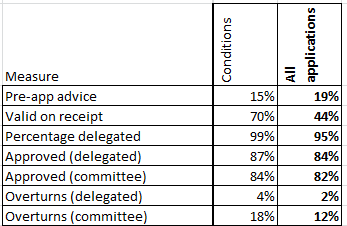 Measure Conditions All applications
Pre-app advice 15% 19%
Valid on receipt 70% 44%
Percentage delegated 99% 95%
Approved (delegated) 87% 84%
Approved (committee) 84% 82%
Overturns (delegated) 4% 2%
Overturns (committee) 18% 12%